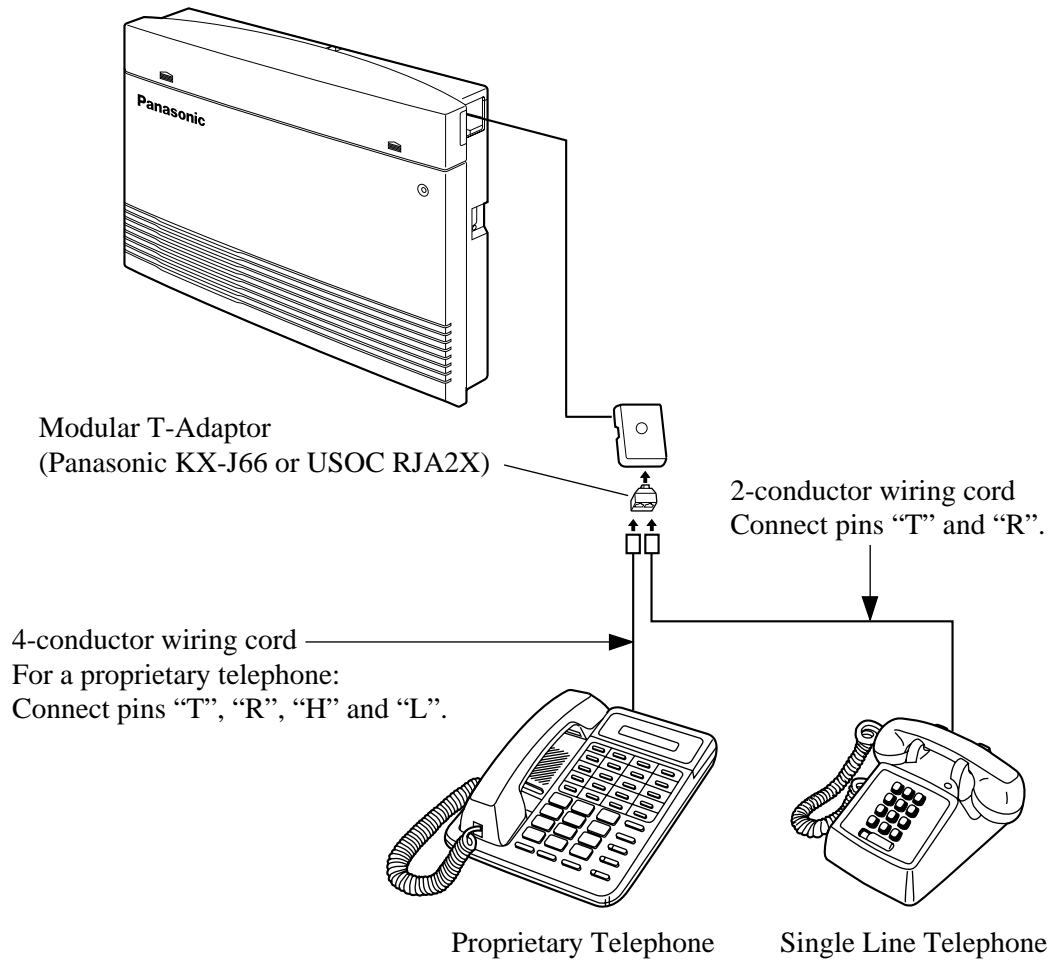 Panasonic
Modular T-Adaptor
(Panasonic KX-J66 or USOC RJA2X)
2-conductor wiring cord
Connect pins “T” and “R”.
4-conductor wiring cord
For a proprietary telephone:
Connect pins “T”, “R”, “H” and “L”.
Proprietary Telephone
Single Line Telephone